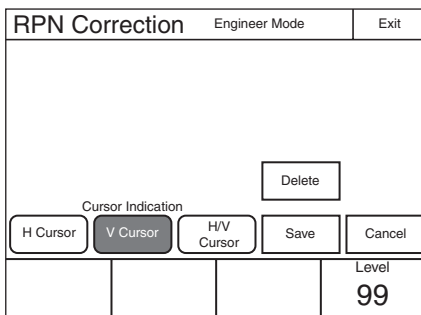 RPN Correction Engineer Mode Exit
Delete
Cursor Indication
H Cursor V Cursor H/V Cursor Save Cancel
Level
99